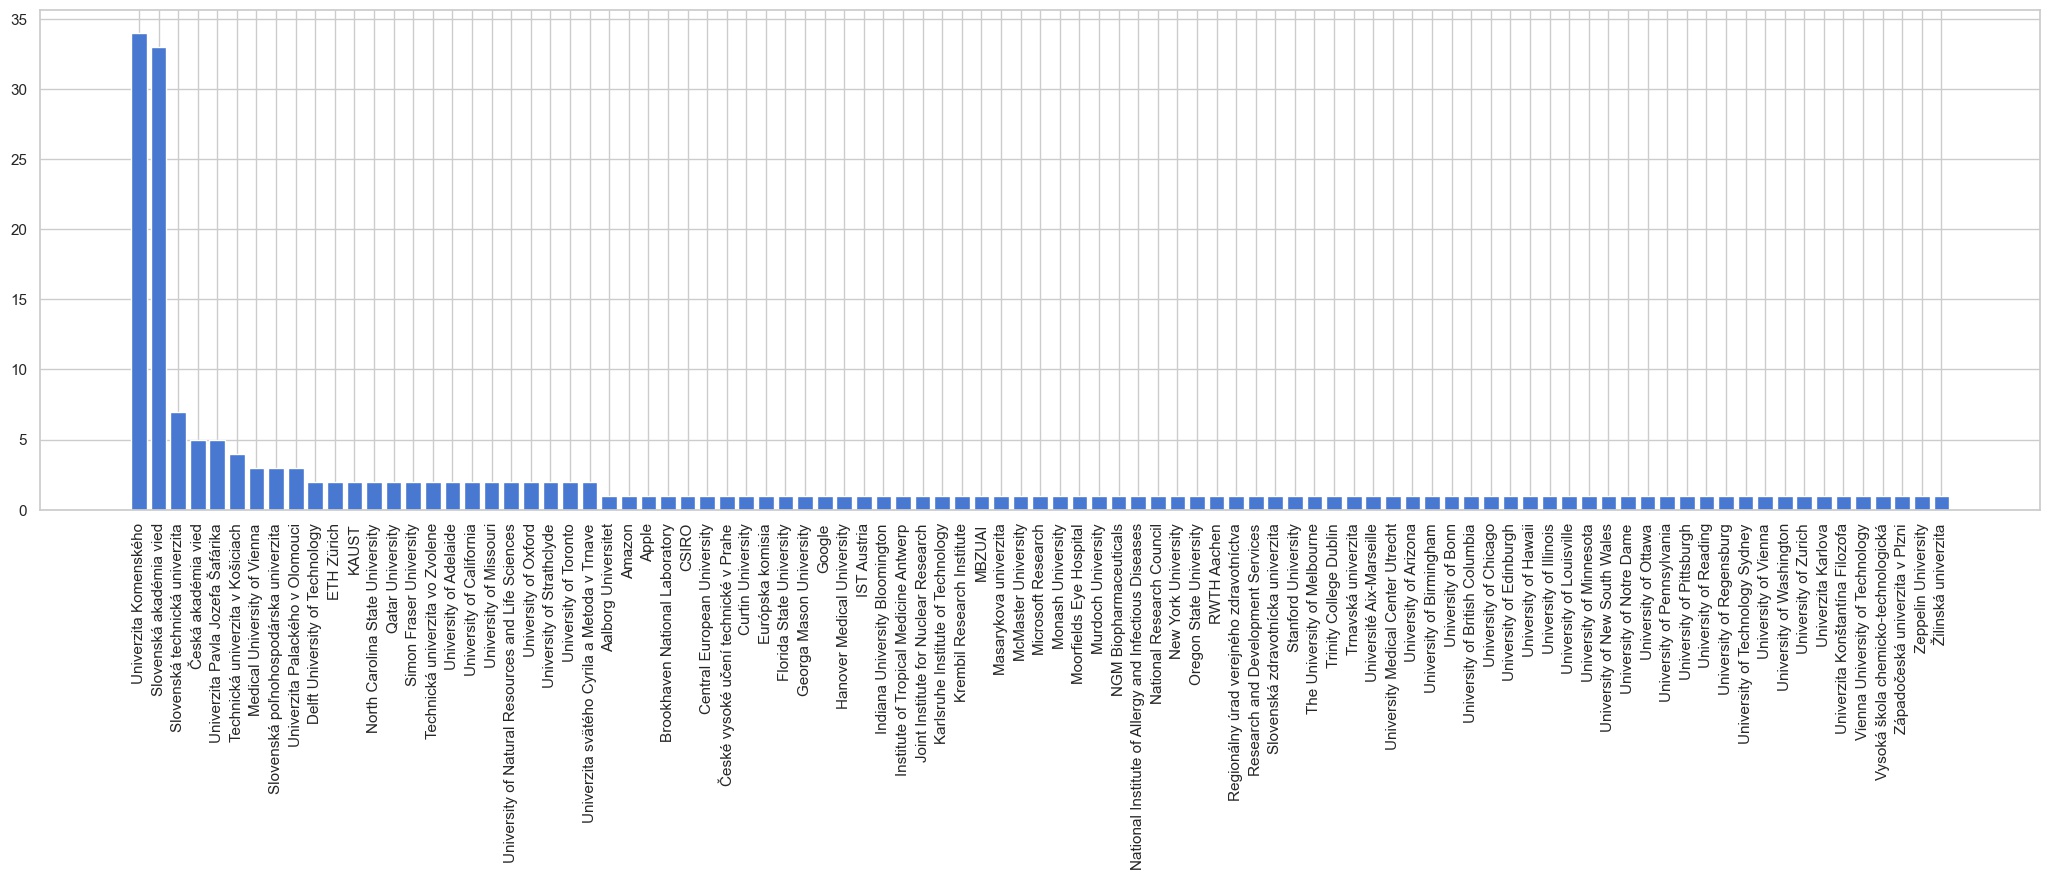 35
30
25
20
15
10
5
0
Univerzita Komenského
Slovenská akadémia vied
Slovenská technická univerzita
Česká akadémia vied
Univerzita Pavla Jozefa Šafárika
Technická univerzita v Košiciach
Medical University of Vienna
Slovenská poľnohospodárska univerzita
Univerzita Palackého v Olomouci
Delft University of Technology
ETH Zürich
KAUST
North Carolina State University
Qatar University
Simon Fraser University
Technická univerzita vo Zvolene
University of Adelaide
University of California
University of Missouri
University of Natural Resources and Life Sciences
University of Oxford
University of Strathclyde
University of Toronto
Univerzita svätého Cyrila a Metoda v Trnave
Aalborg Universitet
Amazon
Apple
Brookhaven National Laboratory
CSIRO
Central European University
České vysoké učení technické v Prahe
Curtin University
Európska komisia
Florida State University
Georga Mason University
Google
Hanover Medical University
IST Austria
Indiana University Bloomington
Institute of Tropical Medicine Antwerp
Joint Institute for Nuclear Research
Karlsruhe Institute of Technology
Krembil Research Institute
MBZUAI
Masarykova univerzita
McMaster University
Microsoft Research
Monash University
Moorfields Eye Hospital
Murdoch University
NGM Biopharmaceuticals
National Institute of Allergy and Infectious Diseases
National Research Council
New York University
Oregon State University
RWTH Aachen
Regionálny úrad verejného zdravotníctva
Research and Development Services
Slovenská zdravotnícka univerzita
Stanford University
The University of Melbourne
Trinity College Dublin
Trnavská univerzita
Université Aix-Marseille
University Medical Center Utrecht
University of Arizona
University of Birmingham
University of Bonn
University of British Columbia
University of Chicago
University of Edinburgh
University of Hawaii
University of Illinois
University of Louisville
University of Minnesota
University of New South Wales
University of Notre Dame
University of Ottawa
University of Pennsylvania
University of Pittsburgh
University of Reading
University of Regensburg
University of Technology Sydney
University of Vienna
University of Washington
University of Zurich
Univerzita Karlova
Univerzita Konštantína Filozofa
Vienna University of Technology
Vysoká škola chemicko-technologická
Západočeská univerzita v Plzni
Zeppelin University
Žilinská univerzita